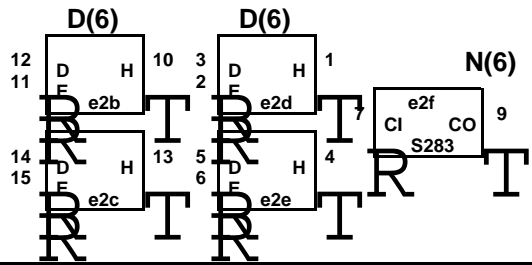 D(6) D(6)
12 D H 10 3 D H 1 N(6)
11 E 2 E
e2b e2d 7 e2f 9
CI CO
S283
14 D H 13 5 D H 4
15 E 6 E
e2c e2e